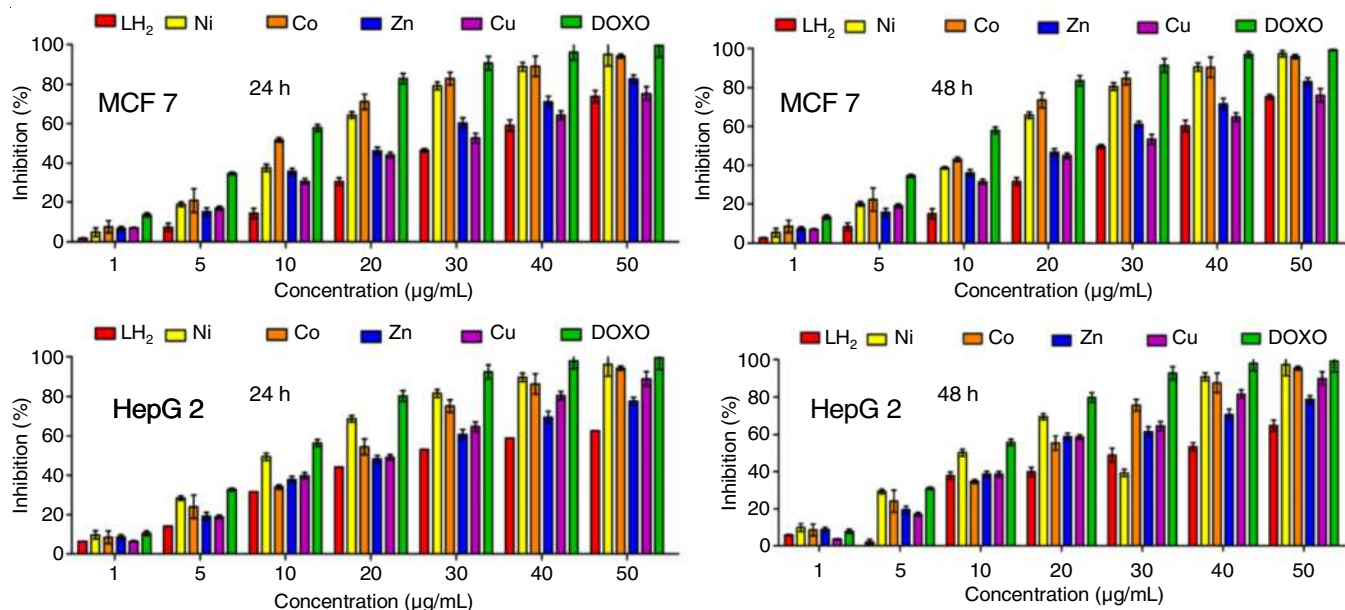 LH2 Ni Co Zn Cu DOXO
100
80
60
40
20
0
Inhibition (%)
MCF 7
24 h
1 5 10 20 30 40 50
Concentration (µg/mL)
LH2 Ni Co Zn Cu DOXO
100
80
60
40
20
0
Inhibition (%)
MCF 7
48 h
1 5 10 20 30 40 50
Concentration (µg/mL)
LH2 Ni Co Zn Cu DOXO
100
80
60
40
20
0
Inhibition (%)
HepG 2
24 h
1 5 10 20 30 40 50
Concentration (µg/mL)
LH2 Ni Co Zn Cu DOXO
100
80
60
40
20
0
Inhibition (%)
HepG 2
48 h
1 5 10 20 30 40 50
Concentration (µg/mL)